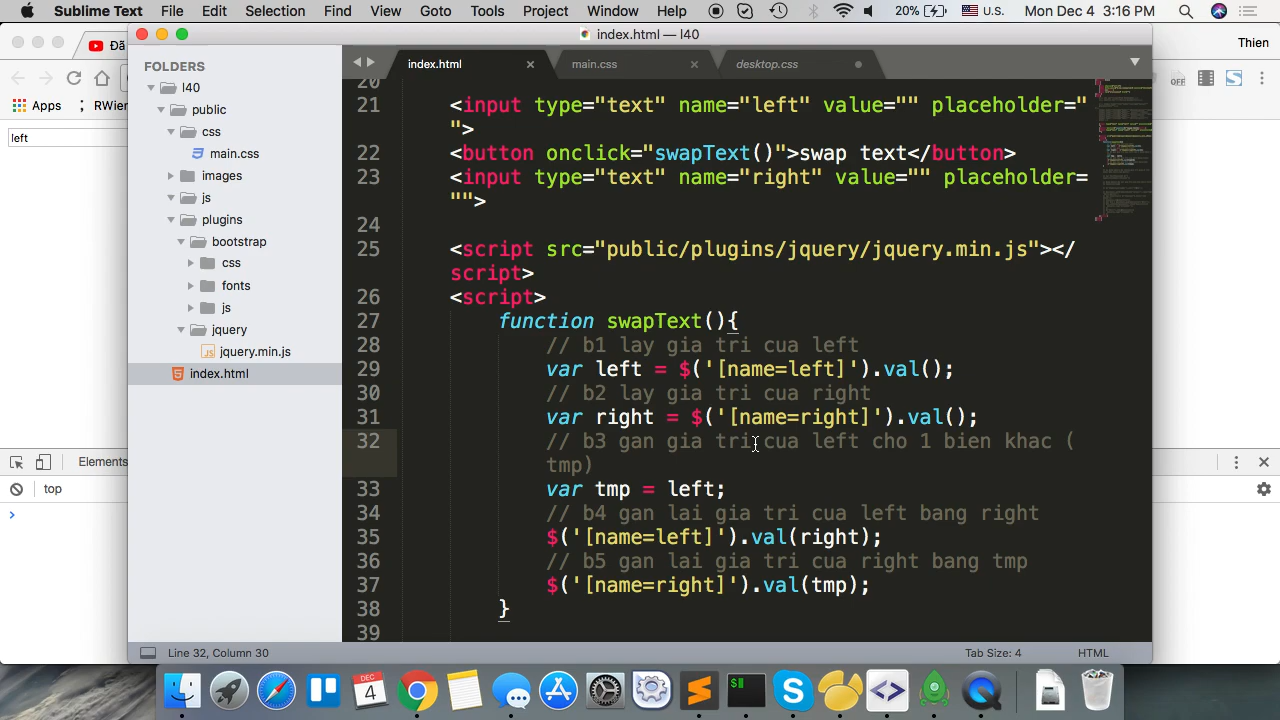 Sublime Text File Edit Selection Find View Goto Tools Project Window Help 20% U.S. Mon Dec 4 3:16 PM
index.html — l40
Đã
Thien
FOLDERS
index.html × main.css × desktop.css
Apps ; RWier
OFF
left
l40
public
css
main.css
images
js
plugins
bootstrap
css
fonts
js
jquery
jquery.min.js
index.html
20
21 <input type="text" name="left" value="" placeholder="
">
22 <button onclick="swapText()">swap text</button>
23 <input type="text" name="right" value="" placeholder=
"">
24
25 <script src="public/plugins/jquery/jquery.min.js"></
script>
26 <script>
27 function swapText(){
28 // b1 lay gia tri cua left
29 var left = $('[name=left]').val();
30 // b2 lay gia tri cua right
31 var right = $('[name=right]').val();
32 // b3 gan gia tri cua left cho 1 bien khac (
tmp)
33 var tmp = left;
34 // b4 gan lai gia tri cua left bang right
35 $('[name=left]').val(right);
36 // b5 gan lai gia tri cua right bang tmp
37 $('[name=right]').val(tmp);
38 }
39
Elements
top
>
Line 32, Column 30 Tab Size: 4 HTML
DEC
4
$